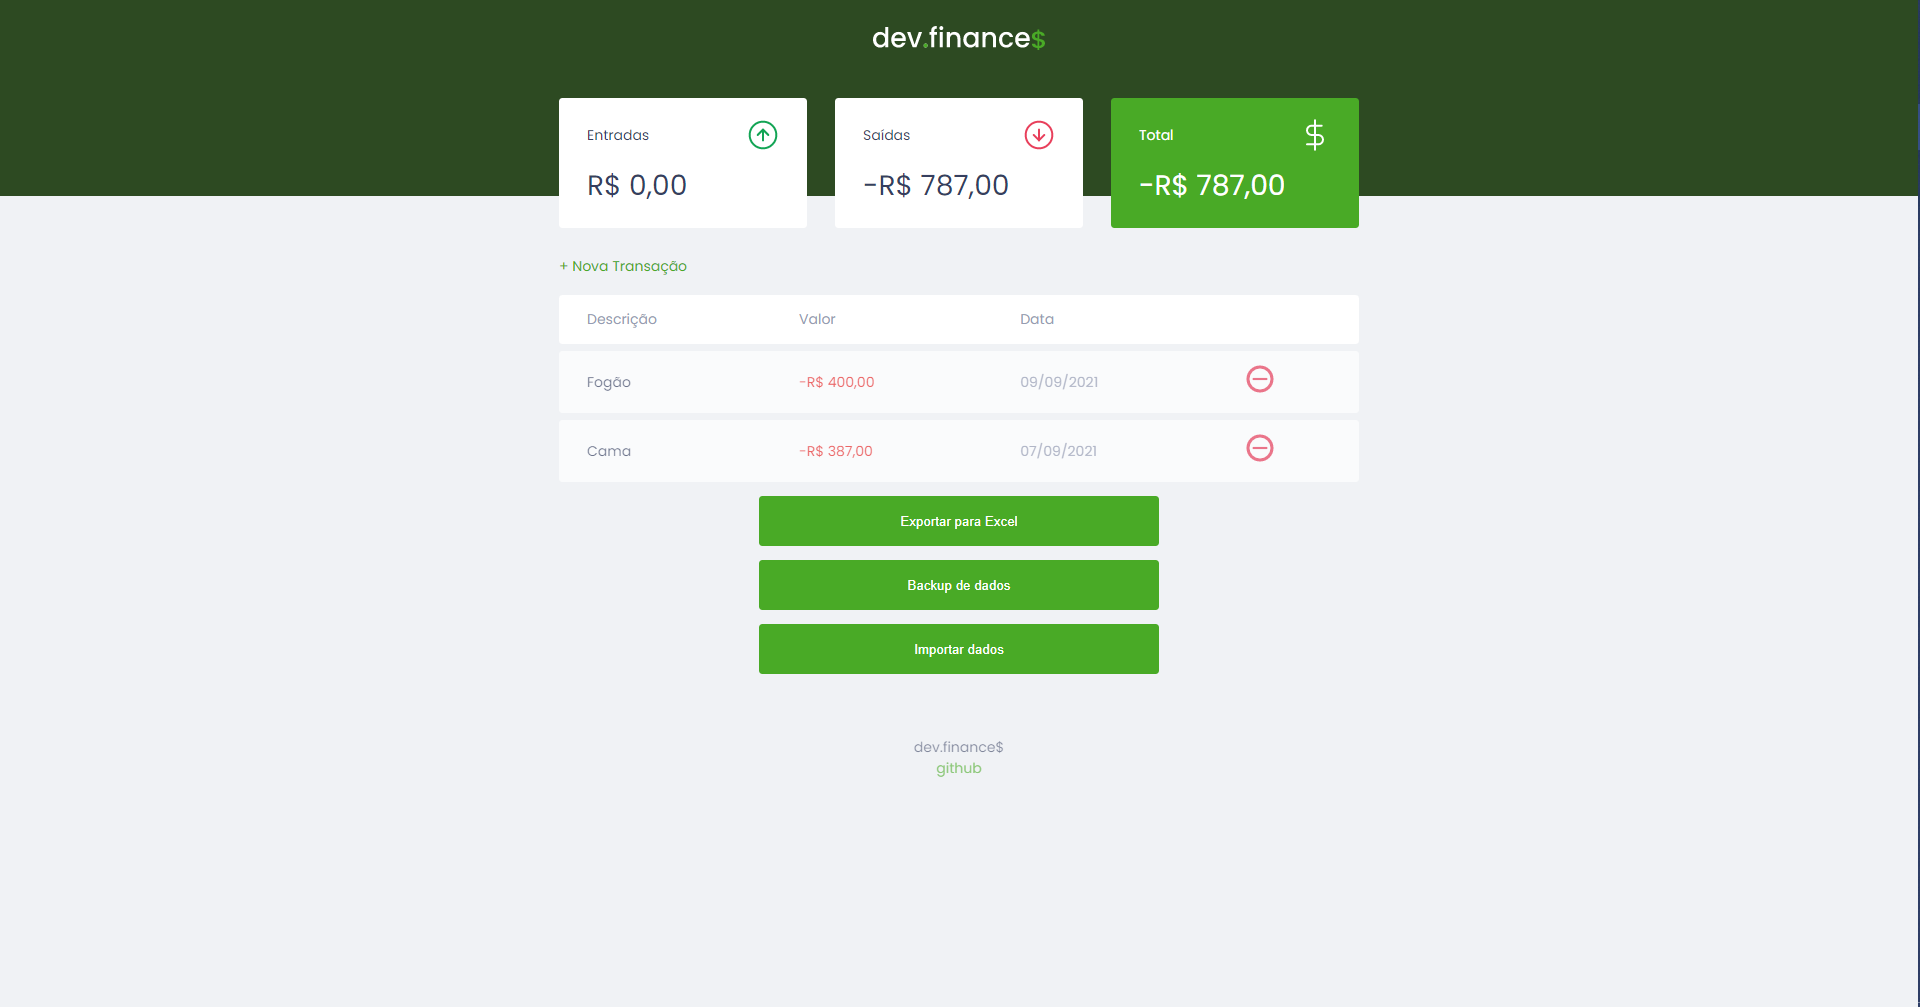 dev.finance$
Entradas
R$ 0,00
Saídas
-R$ 787,00
Total
-R$ 787,00
+ Nova Transação
Descrição Valor Data
Fogão -R$ 400,00 09/09/2021
Cama -R$ 387,00 07/09/2021
Exportar para Excel
Backup de dados
Importar dados
dev.finance$
github